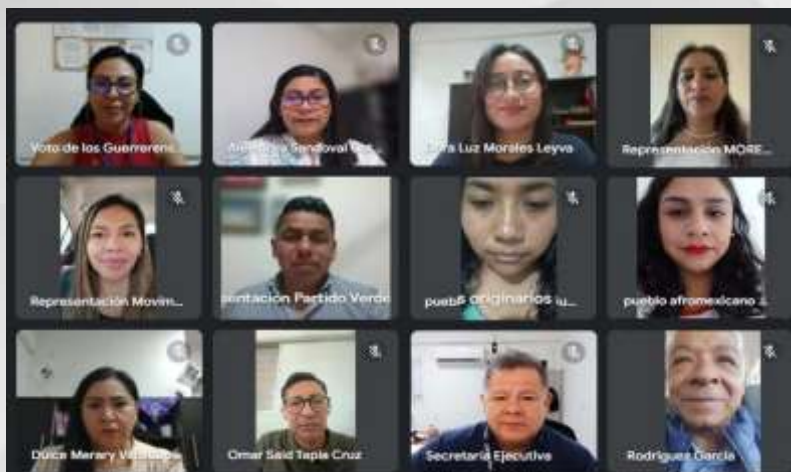 Voto de los Guerrerens...
Sandoval
Luz Morales Leyva
Representación MORE...
Representación Movim...
sentación Partido Verde
pueblos originarios
pueblo afromexicano
Dulce Merary
Omar Said Tapia Cruz
Secretaría Ejecutiva
Rodríguez García